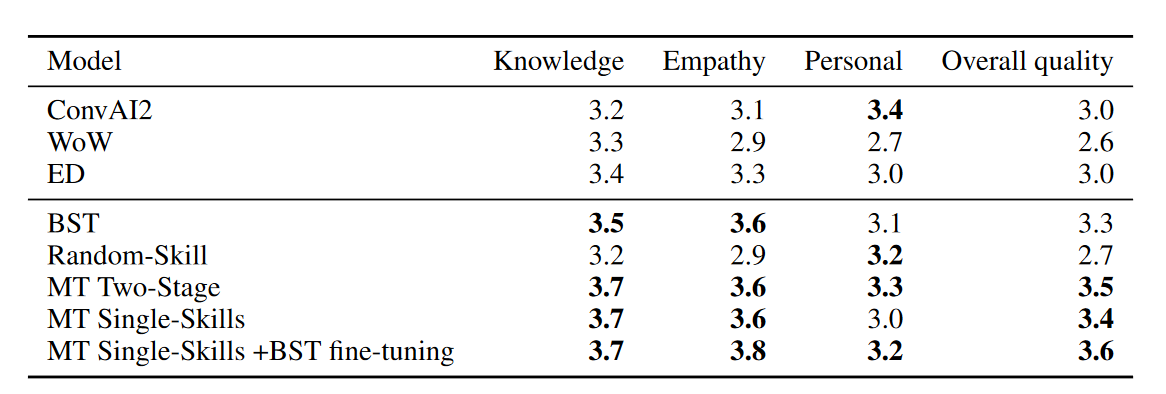 Model Knowledge Empathy Personal Overall quality
ConvAI2 3.2 3.1 3.4 3.0
WoW 3.3 2.9 2.7 2.6
ED 3.4 3.3 3.0 3.0
BST 3.5 3.6 3.1 3.3
Random-Skill 3.2 2.9 3.2 2.7
MT Two-Stage 3.7 3.6 3.3 3.5
MT Single-Skills 3.7 3.6 3.0 3.4
MT Single-Skills +BST fine-tuning 3.7 3.8 3.2 3.6